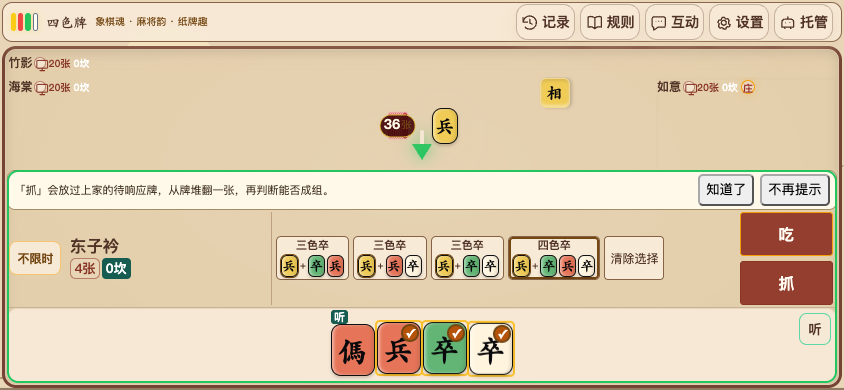 四色牌 象棋魂 · 麻将韵 · 纸牌趣 记录 规则 互动 设置 托管
竹影 20张 0坎
海棠 20张 0坎
如意 20张 0坎 庄
相
36张
兵
「抓」会放过上家的待响应牌，从牌堆翻一张，再判断能否成组。
知道了 不再提示
不限时
东子衿
4张 0坎
三色卒 三色卒 三色卒 四色卒
兵+卒兵 兵+兵卒 兵+卒卒 兵+卒兵卒
清除选择
吃
抓
听
傌 兵 卒 卒
听